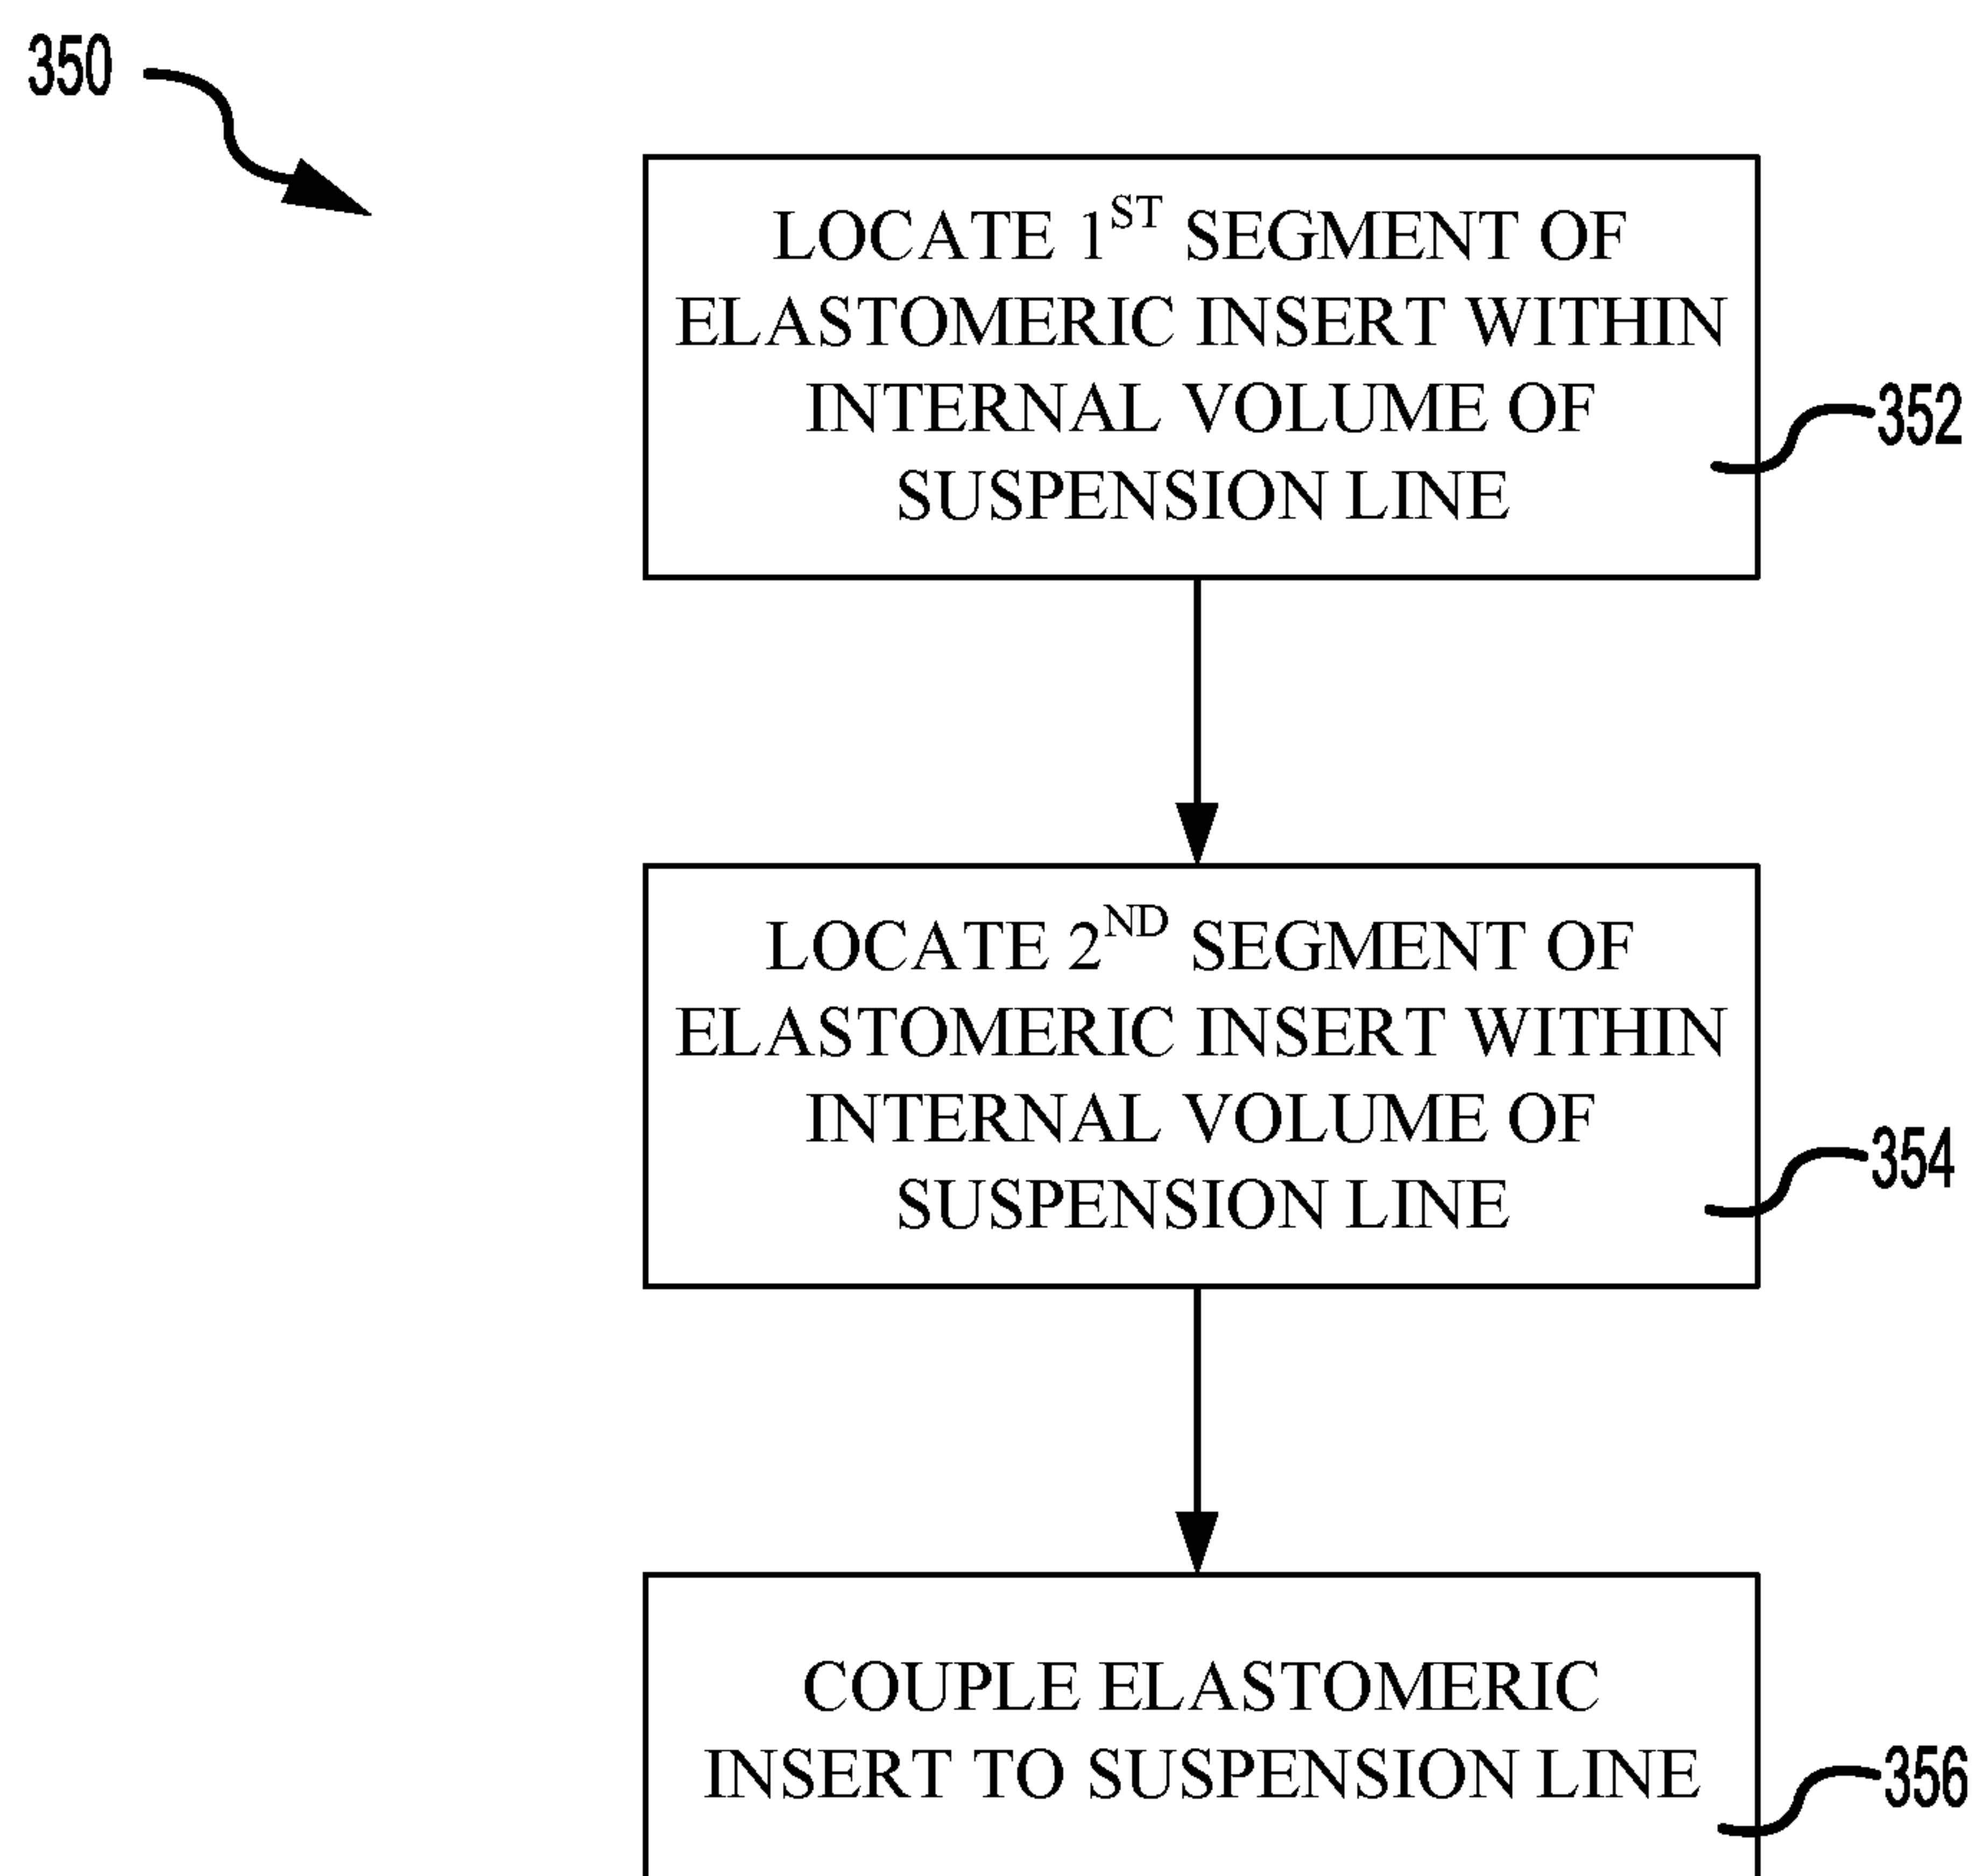 350
LOCATE 1ST SEGMENT OF
ELASTOMERIC INSERT WITHIN
INTERNAL VOLUME OF
SUSPENSION LINE
352
LOCATE 2ND SEGMENT OF
ELASTOMERIC INSERT WITHIN
INTERNAL VOLUME OF
SUSPENSION LINE
354
COUPLE ELASTOMERIC
INSERT TO SUSPENSION LINE
356